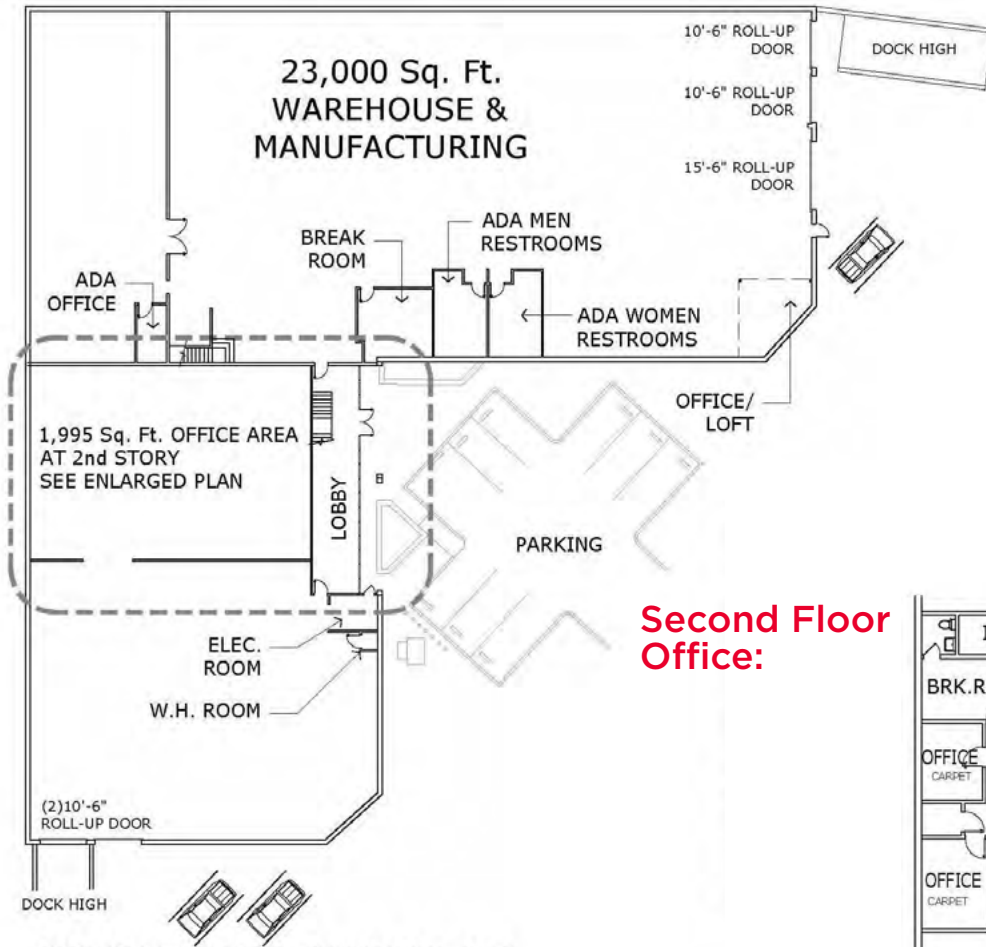 23,000 Sq. Ft.
WAREHOUSE &
MANUFACTURING
10'-6" ROLL-UP
DOOR
DOCK HIGH
10'-6" ROLL-UP
DOOR
15'-6" ROLL-UP
DOOR
ADA MEN
RESTROOMS
BREAK
ROOM
ADA
OFFICE
ADA WOMEN
RESTROOMS
OFFICE/
LOFT
1,995 Sq. Ft. OFFICE AREA
AT 2nd STORY
SEE ENLARGED PLAN
LOBBY
PARKING
ELEC.
ROOM
W.H. ROOM
(2)10'-6"
ROLL-UP DOOR
DOCK HIGH
Second Floor
Office:
BRK.R
OFFICE
CARPET
OFFICE
CARPET